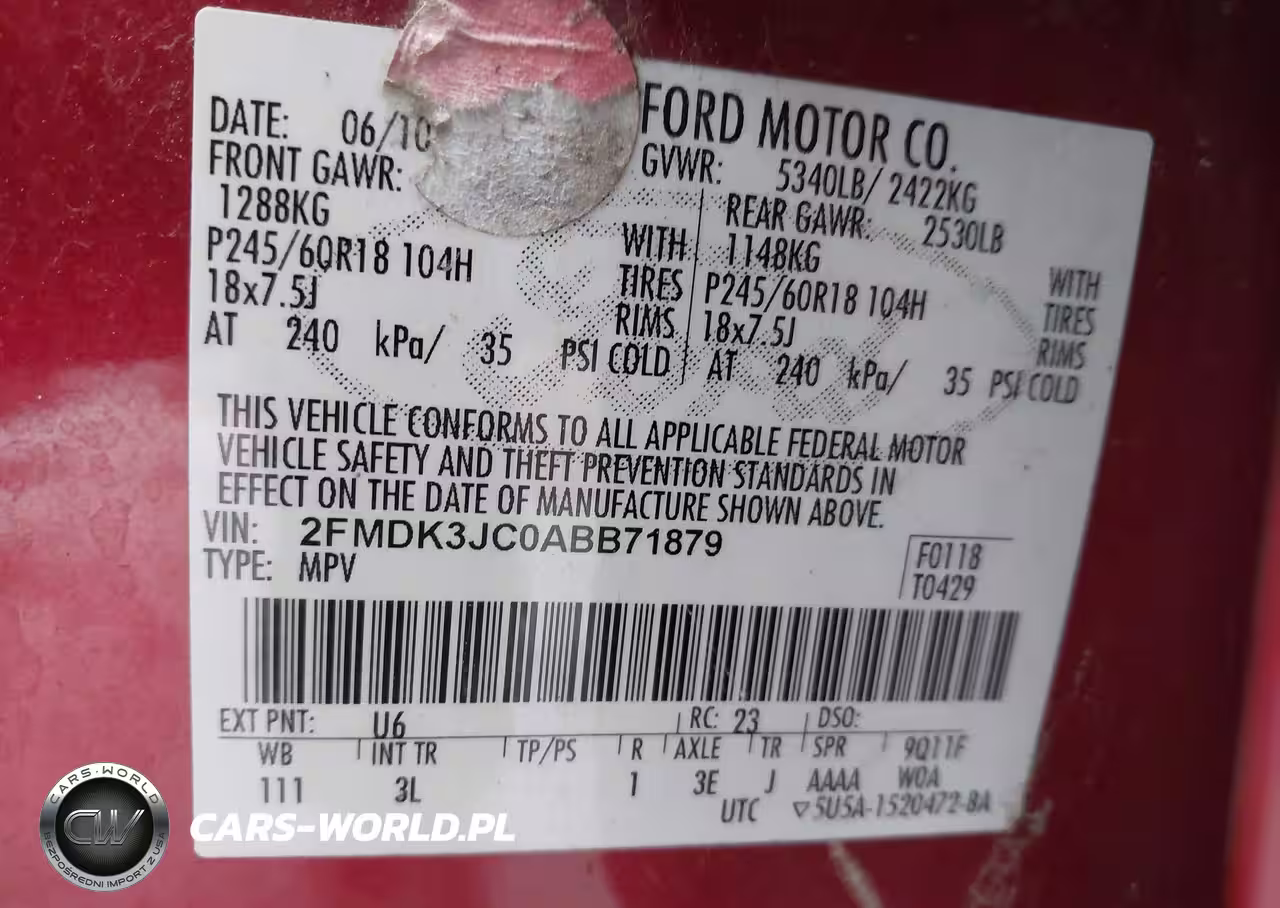 FORD MOTOR CO.
DATE: 06/10
GVWR: 5340LB/ 2422KG
FRONT GAWR:
REAR GAWR: 2530LB
1288KG WITH
1148KG WITH
P245/60R18 104H TIRES
P245/60R18 104H TIRES
18x7.5J RIMS
18x7.5J RIMS
AT 240 kPa/ 35 PSI COLD
AT 240 kPa/ 35 PSI COLD
THIS VEHICLE CONFORMS TO ALL APPLICABLE FEDERAL MOTOR
VEHICLE SAFETY AND THEFT PREVENTION STANDARDS IN
EFFECT ON THE DATE OF MANUFACTURE SHOWN ABOVE.
VIN: 2FMDK3JC0ABB71879
TYPE: MPV
F0118
T0429
EXT PNT: U6 RC: 23 DSO:
WB INT TR TP/PS R AXLE TR SPR 9Q11F
111 3L 1 3E J AAAA W0A
UTC ▽5U5A-1520472-BA
CARS-WORLD
CW
BEZPOŚREDNI IMPORT Z USA
CARS-WORLD.PL